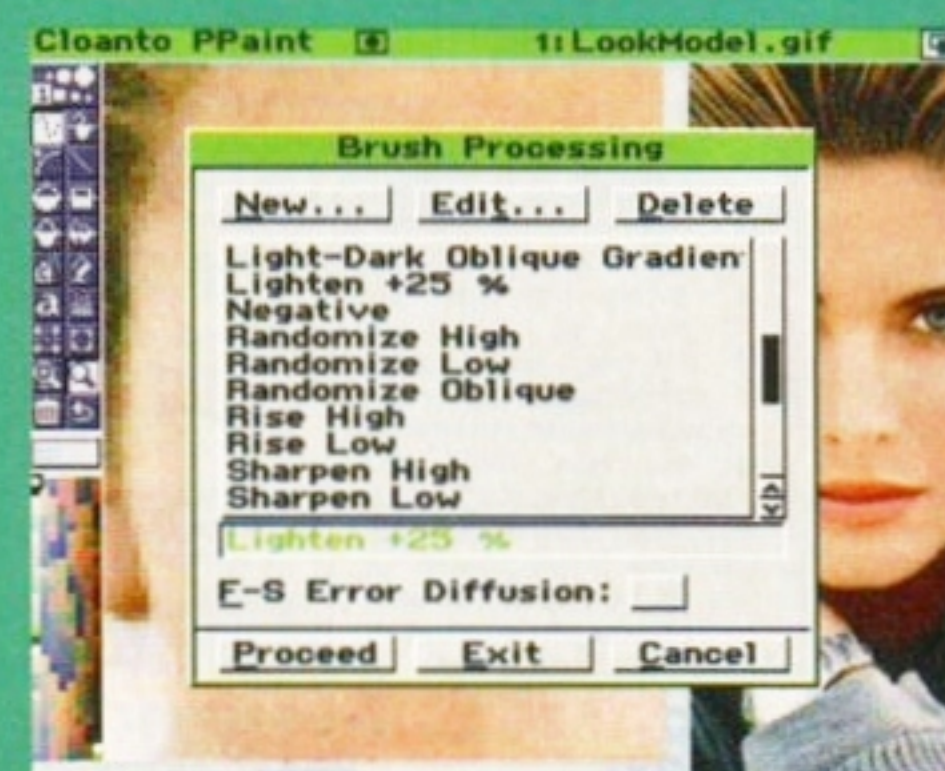 Cloanto PPaint 1:LookModel.gif
Brush Processing
New... Edit... Delete
Light-Dark Oblique Gradien
Lighten +25 %
Negative
Randomize High
Randomize Low
Randomize Oblique
Rise High
Rise Low
Sharpen High
Sharpen Low
Lighten +25 %
F-S Error Diffusion:
Proceed Exit Cancel